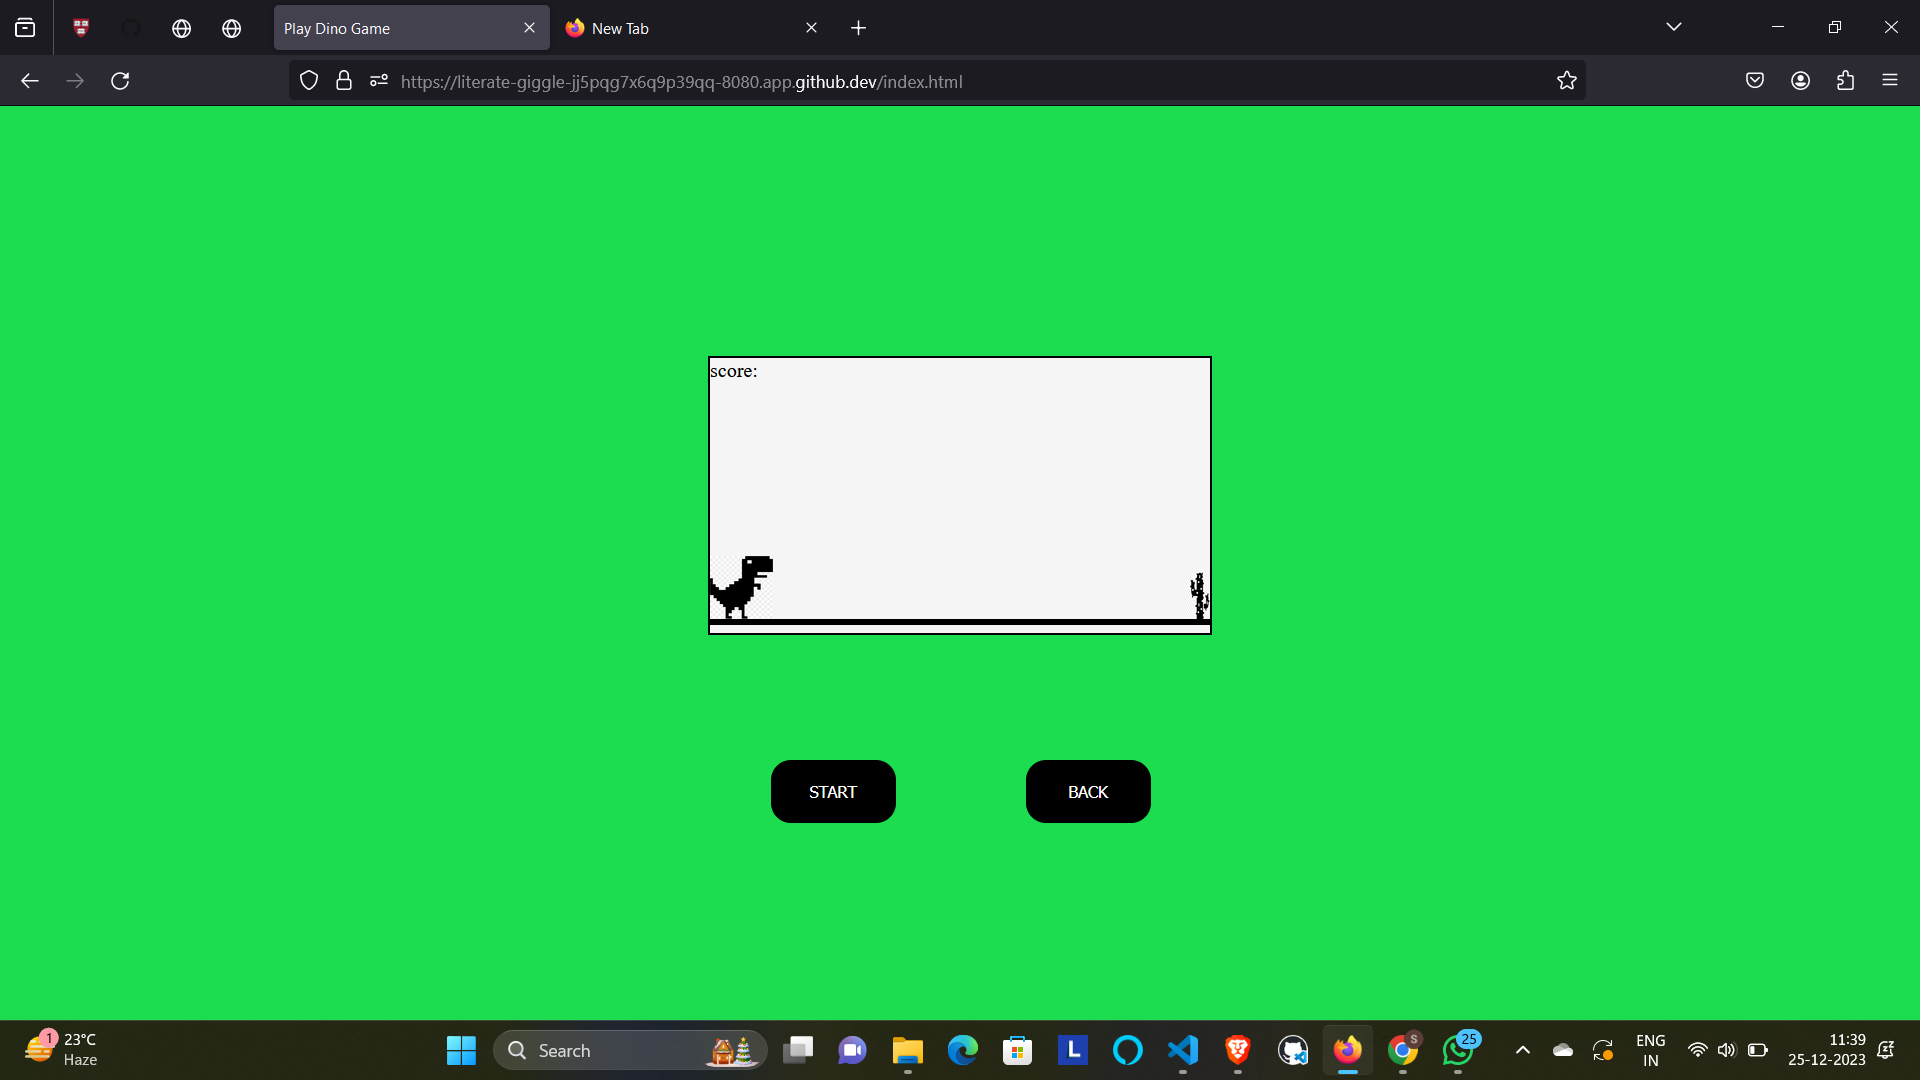 Play Dino Game
New Tab
https://literate-giggle-jj5pqg7x6q9p39qq-8080.app.github.dev/index.html
score:
START
BACK
1
23°C
Haze
Search
L
S
25
ENG
IN
11:39
25-12-2023